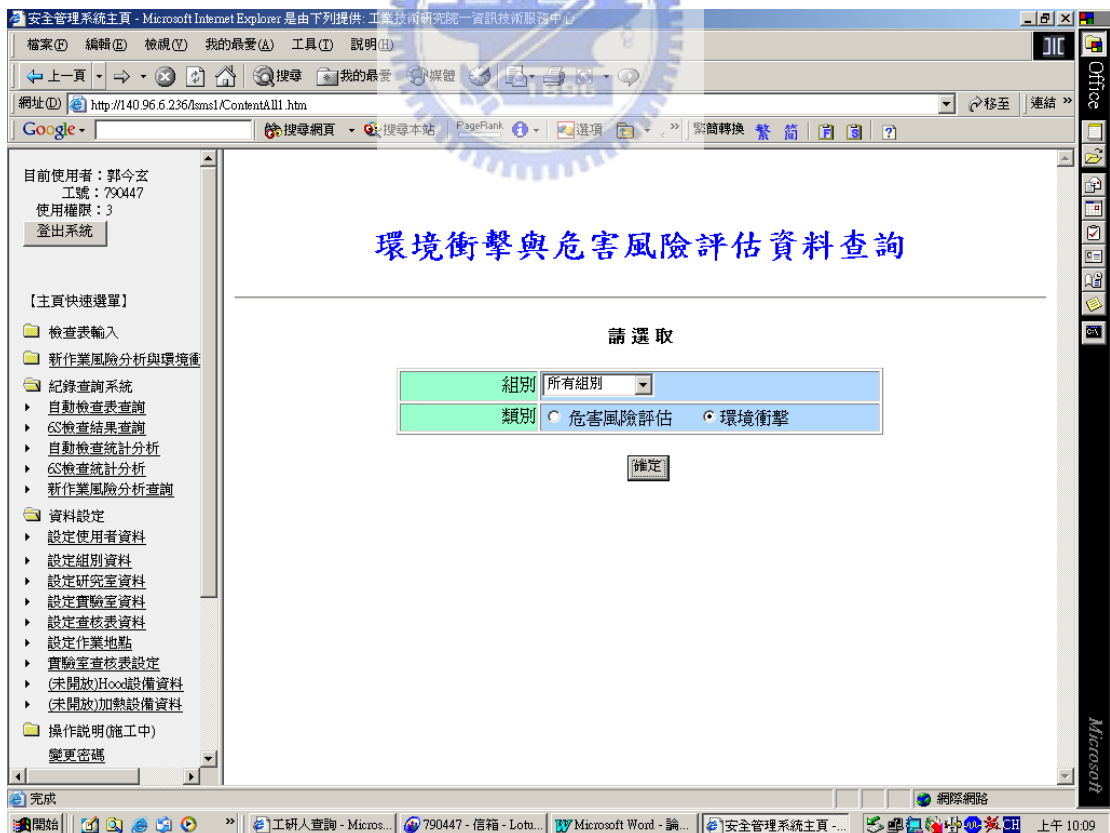 安全管理系統主頁 - Microsoft Internet Explorer 是由下列提供: 工業技術研究院－資訊技術服務中心
檔案(F) 編輯(E) 檢視(V) 我的最愛(A) 工具(T) 說明(H)
上一頁 搜尋 我的最愛 媒體
網址(D) http://140.96.6.236/lsms1/ContentAll1.htm 移至 連結 »
Google 搜尋網頁 搜尋本站 PageRank 選項 » 繁簡轉換 繁 簡
1896
Office
目前使用者：郭今玄
工號：790447
使用權限：3
登出系統
【主頁快速選單】
檢查表輸入
新作業風險分析與環境衝
紀錄查詢系統
自動檢查表查詢
6S檢查結果查詢
自動檢查統計分析
6S檢查統計分析
新作業風險分析查詢
資料設定
設定使用者資料
設定組別資料
設定研究室資料
設定實驗室資料
設定查核表資料
設定作業地點
實驗室查核表設定
(未開放)Hood設備資料
(未開放)加熱設備資料
操作說明(施工中)
變更密碼
環境衝擊與危害風險評估資料查詢
請選取
組別 所有組別
類別 危害風險評估 環境衝擊
確定
Microsoft
完成 網際網路
開始 » 工研人查詢 - Micros... 790447 - 信箱 - Lotu... Microsoft Word - 論... 安全管理系統主頁 -... CH 上午 10:09